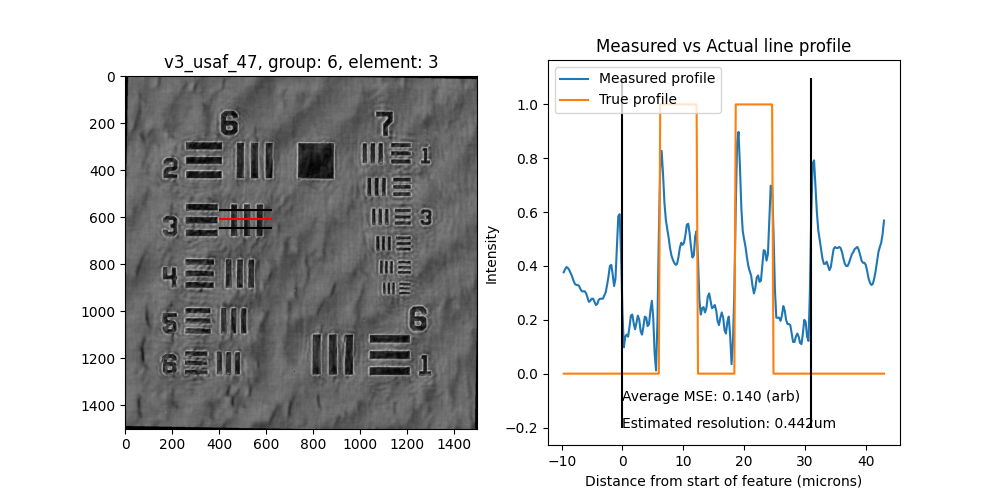 v3_usaf_47, group: 6, element: 3
0
200
400
600
800
1000
1200
1400
0 200 400 600 800 1000 1200 1400
6 7
2 1
3 3
4
5 6
6 1
Measured vs Actual line profile
Measured profile
True profile
Intensity
1.0
0.8
0.6
0.4
0.2
0.0
−0.2
Average MSE: 0.140 (arb)
Estimated resolution: 0.442um
−10 0 10 20 30 40
Distance from start of feature (microns)